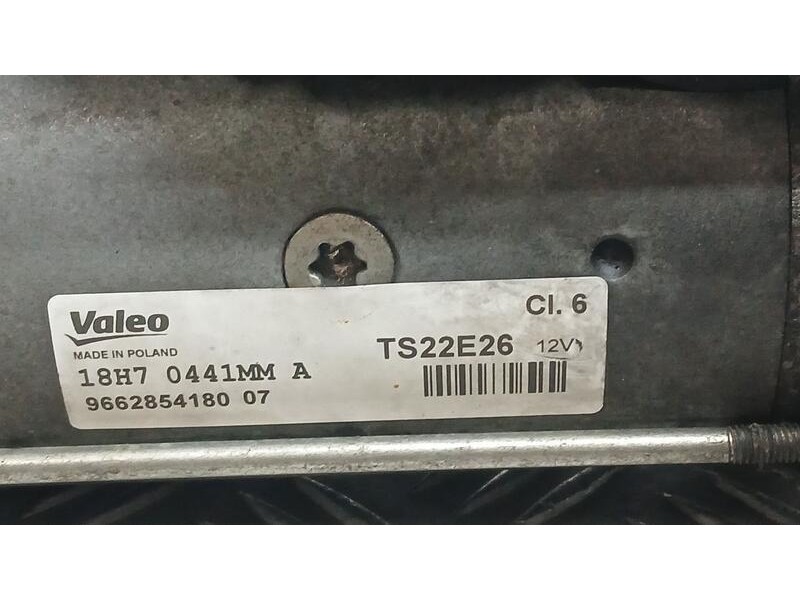 Valeo
Cl. 6
MADE IN POLAND
TS22E26 12V
18H7 0441MM A
9662854180 07